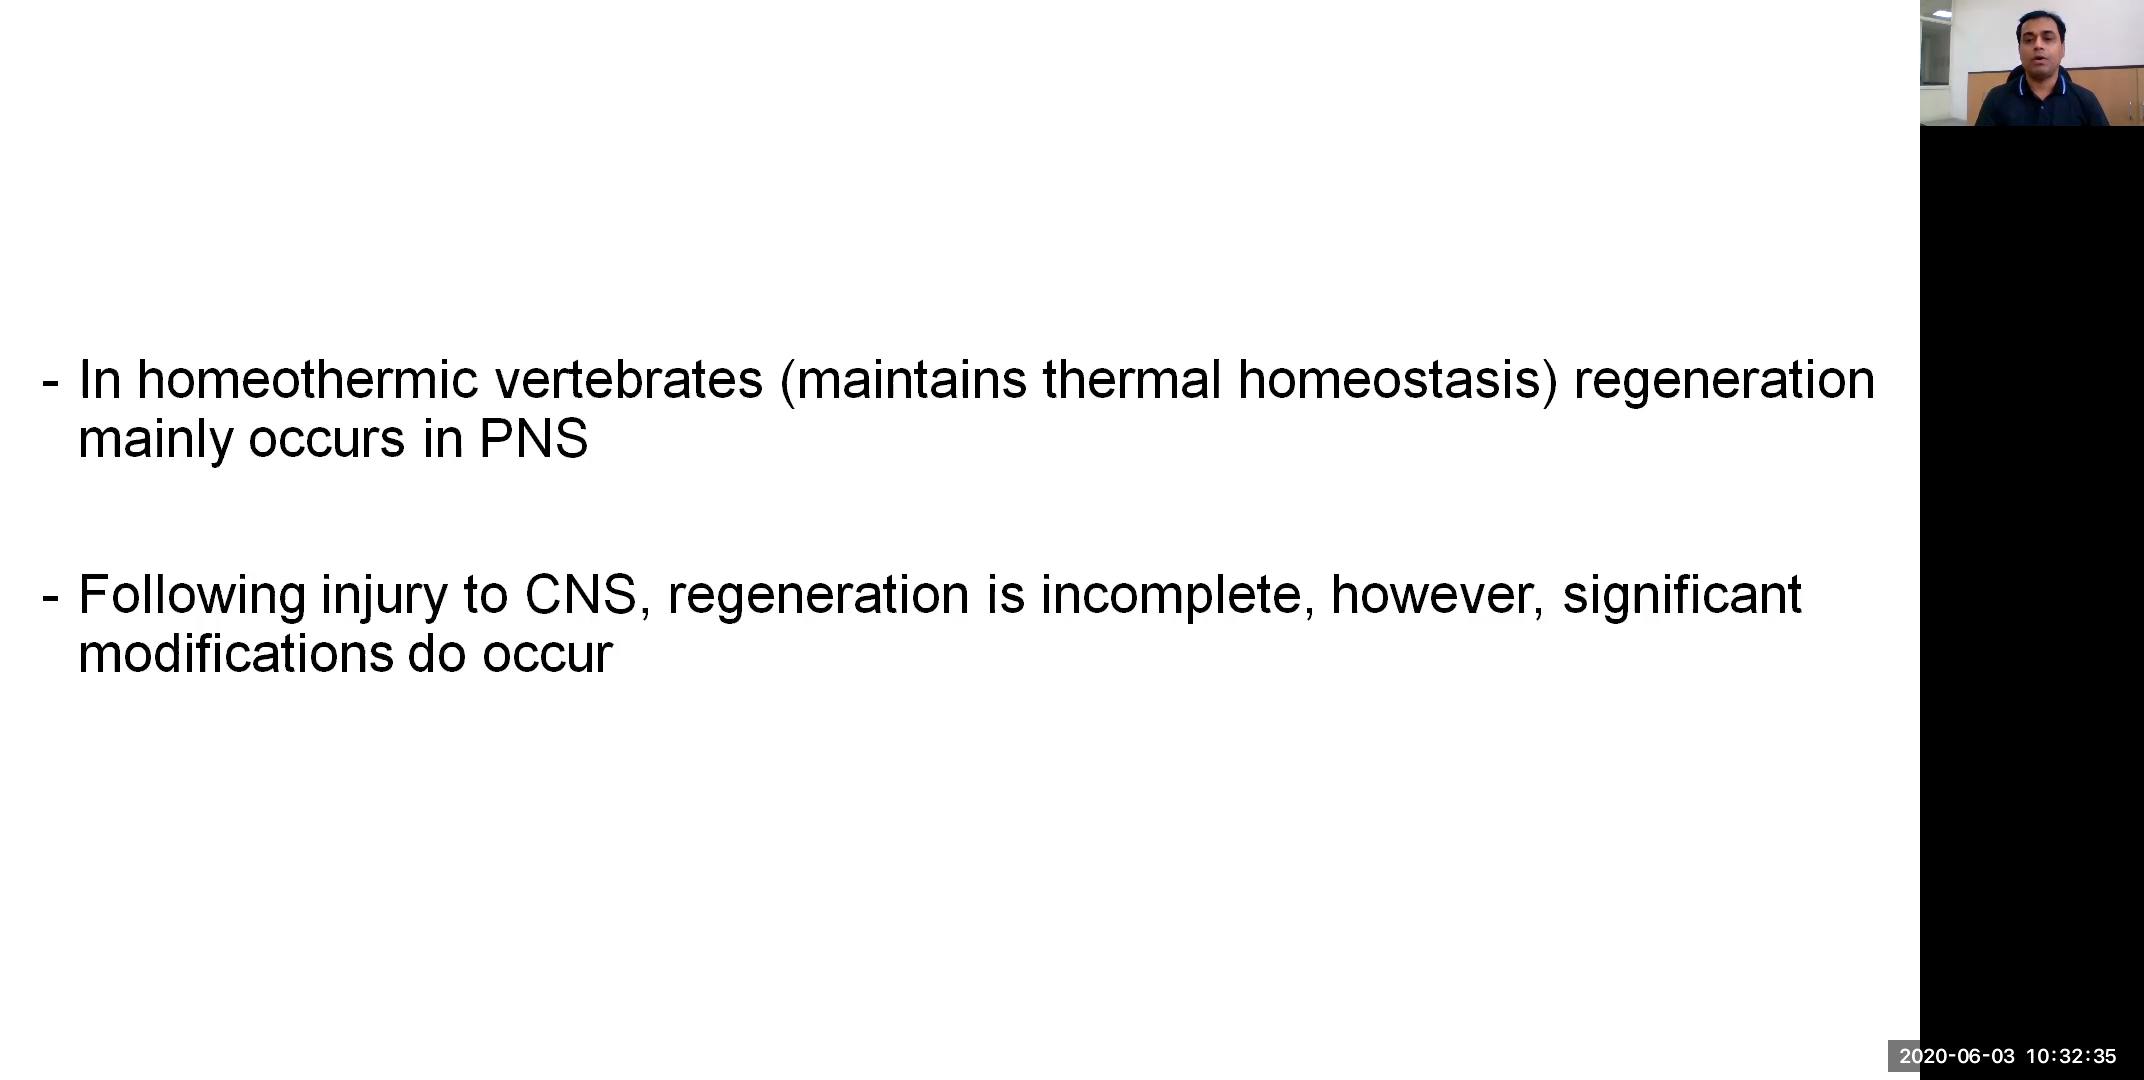 - In homeothermic vertebrates (maintains thermal homeostasis) regeneration
mainly occurs in PNS
- Following injury to CNS, regeneration is incomplete, however, significant
modifications do occur
2020-06-03 10:32:35